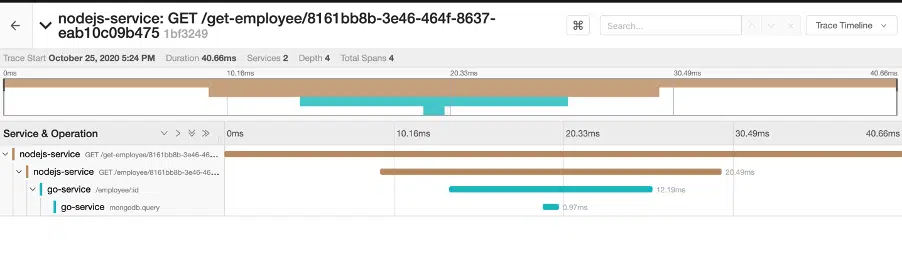 nodejs-service: GET /get-employee/8161bb8b-3e46-464f-8637-
eab10c09b475 1bf3249
Search...
Trace Timeline
Trace Start October 25, 2020 5:24 PM Duration 40.66ms Services 2 Depth 4 Total Spans 4
0ms 10.16ms 20.33ms 30.49ms 40.66ms
Service & Operation 0ms 10.16ms 20.33ms 30.49ms 40.66ms
nodejs-service GET /get-employee/8161bb8b-3e46-46...
nodejs-service GET /employee/8161bb8b-3e46-46... 20.49ms
go-service /employee/:id 12.19ms
go-service mongodb.query 0.97ms